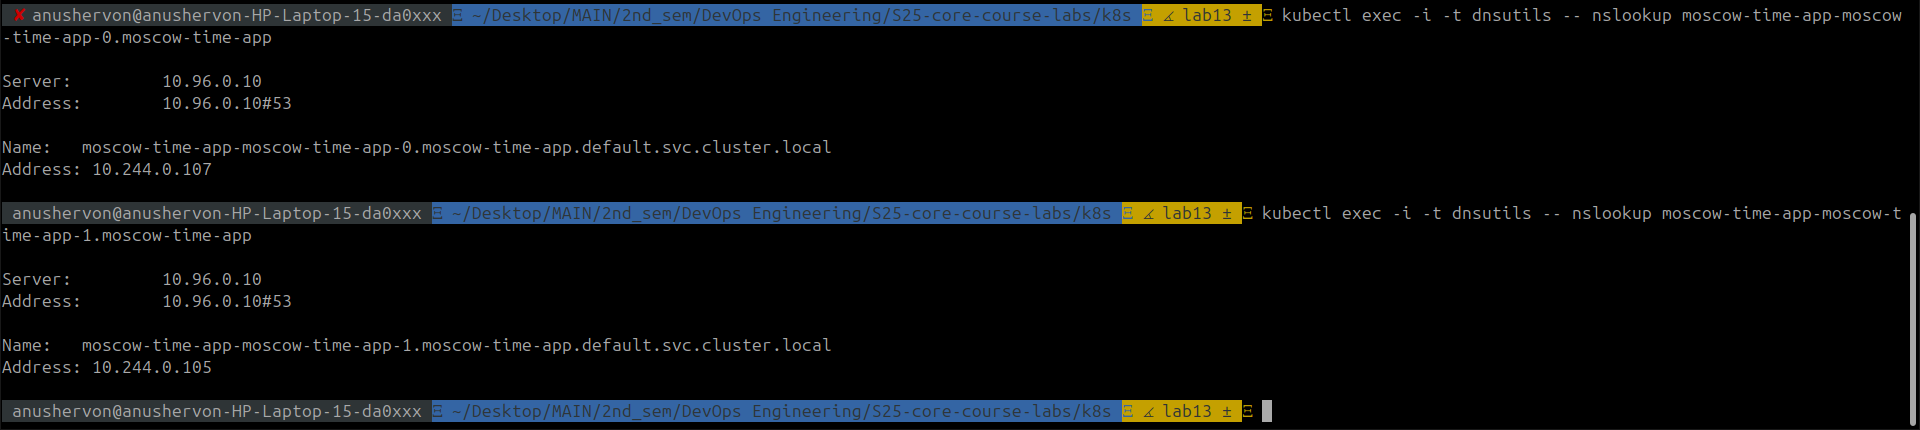 ✘ anushervon@anushervon-HP-Laptop-15-da0xxx Ξ ~/Desktop/MAIN/2nd_sem/DevOps Engineering/S25-core-course-labs/k8s Ξ ⦨ lab13 ± Ξ kubectl exec -i -t dnsutils -- nslookup moscow-time-app-moscow
-time-app-0.moscow-time-app
Server:         10.96.0.10
Address:        10.96.0.10#53
Name:   moscow-time-app-moscow-time-app-0.moscow-time-app.default.svc.cluster.local
Address: 10.244.0.107
anushervon@anushervon-HP-Laptop-15-da0xxx Ξ ~/Desktop/MAIN/2nd_sem/DevOps Engineering/S25-core-course-labs/k8s Ξ ⦨ lab13 ± Ξ kubectl exec -i -t dnsutils -- nslookup moscow-time-app-moscow-t
ime-app-1.moscow-time-app
Server:         10.96.0.10
Address:        10.96.0.10#53
Name:   moscow-time-app-moscow-time-app-1.moscow-time-app.default.svc.cluster.local
Address: 10.244.0.105
anushervon@anushervon-HP-Laptop-15-da0xxx Ξ ~/Desktop/MAIN/2nd_sem/DevOps Engineering/S25-core-course-labs/k8s Ξ ⦨ lab13 ± Ξ